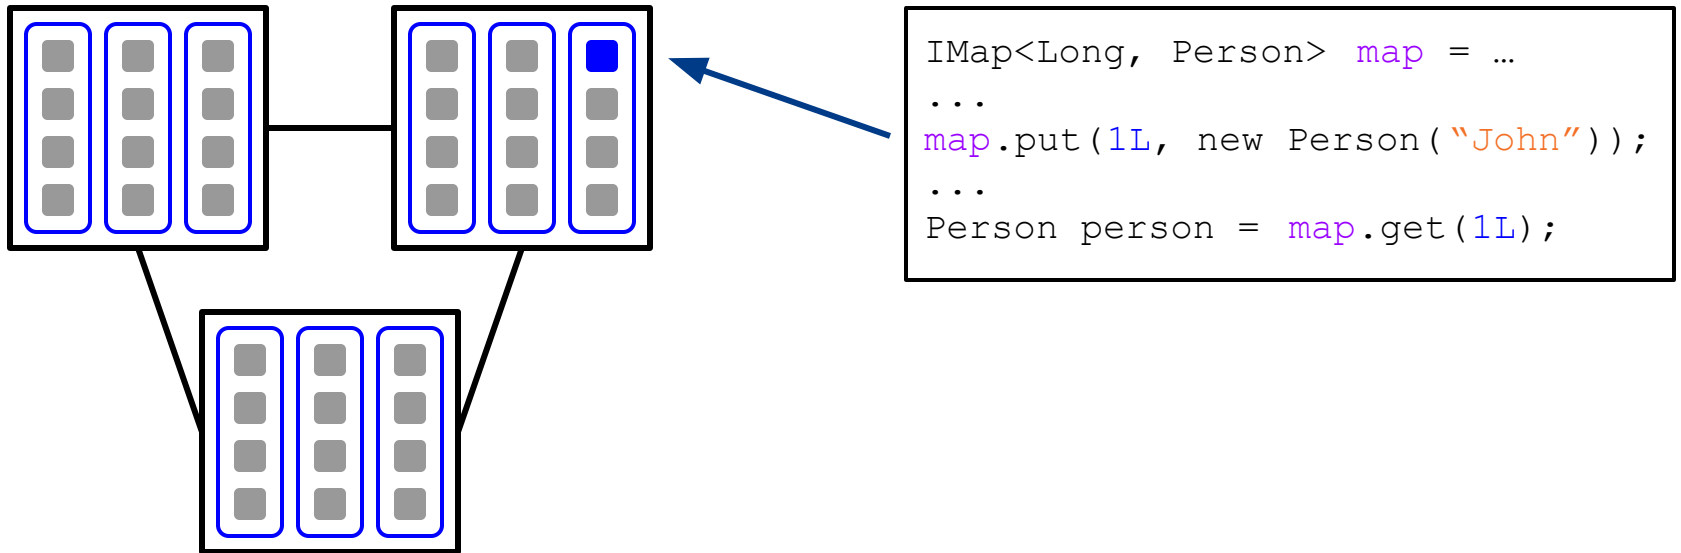 IMap<Long, Person> map = …
...
map.put(1L, new Person(“John”));
...
Person person = map.get(1L);